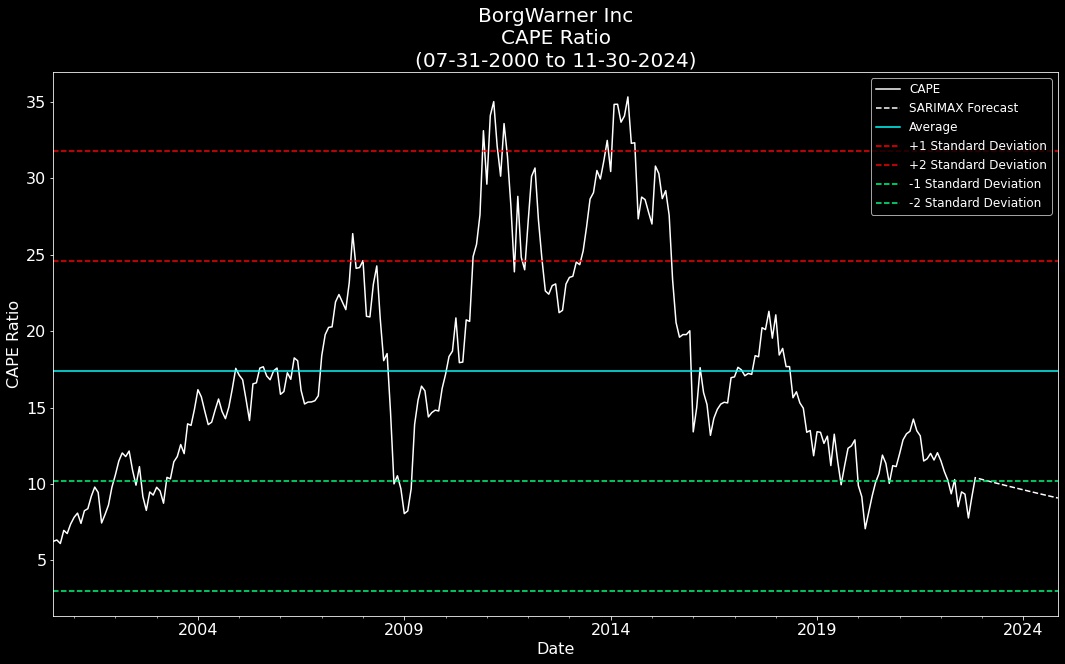 BorgWarner Inc
CAPE Ratio
(07-31-2000 to 11-30-2024)
CAPE
SARIMAX Forecast
Average
+1 Standard Deviation
+2 Standard Deviation
-1 Standard Deviation
-2 Standard Deviation
35
30
25
20
15
10
5
CAPE Ratio
2004
2009
2014
2019
2024
Date